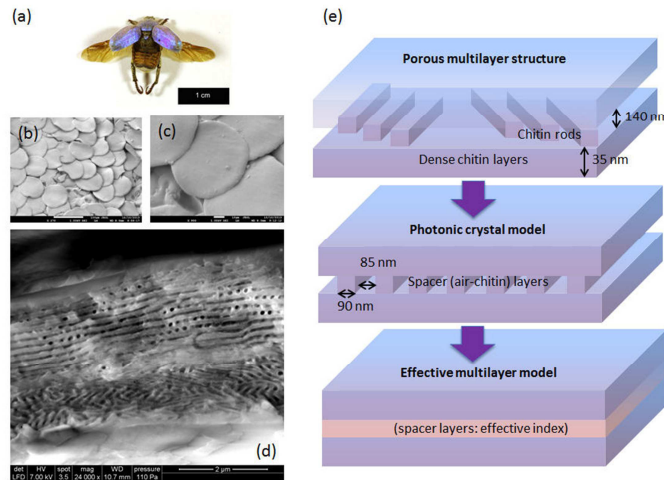 (a)
1 cm
(b)
(c)
(d)
det HV spot mag WD pressure
LFD 7.00 kV 3.5 24 000 x 10.7 mm 110 Pa
2 µm
(e)
Porous multilayer structure
140 nm
Chitin rods
Dense chitin layers
35 nm
Photonic crystal model
85 nm
Spacer (air-chitin) layers
90 nm
Effective multilayer model
(spacer layers: effective index)